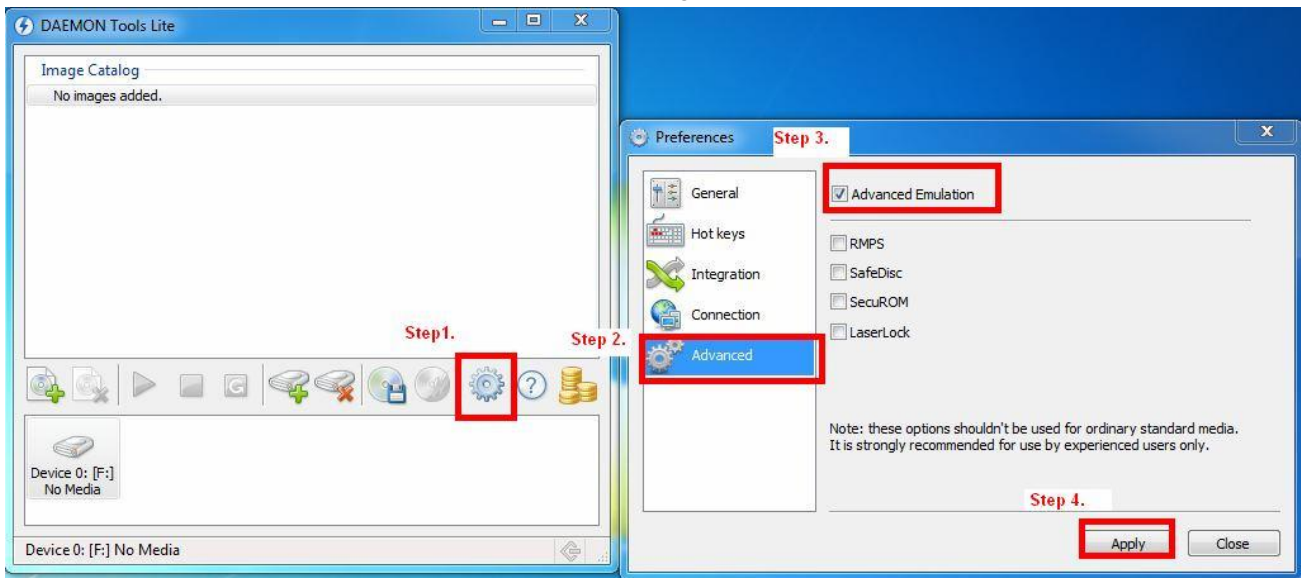 DAEMON Tools Lite
Image Catalog
No images added.
Step1.
Device 0: [F:]
No Media
Device 0: [F:] No Media
Preferences
Step 3.
General
Hot keys
Integration
Connection
Step 2.
Advanced
Advanced Emulation
RMPS
SafeDisc
SecuROM
LaserLock
Note: these options shouldn't be used for ordinary standard media.
It is strongly recommended for use by experienced users only.
Step 4.
Apply
Close